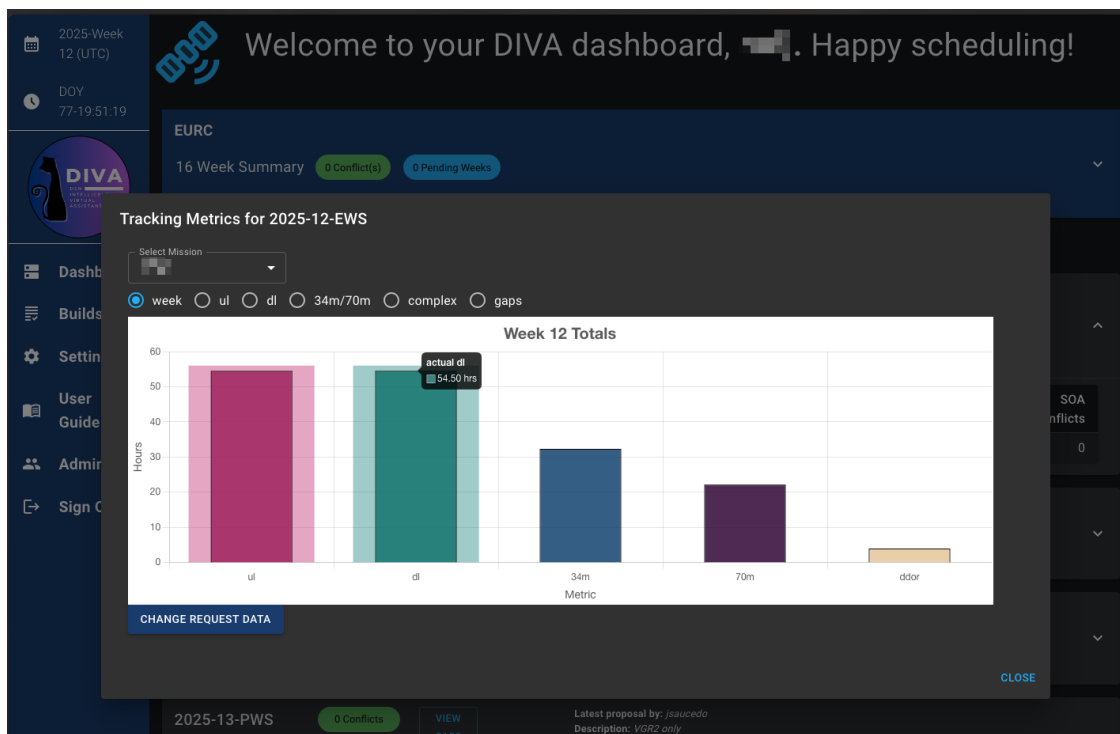 2025-Week
12 (UTC)
DOY
77-19:51:19
DIVA
Welcome to your DIVA dashboard, . Happy scheduling!
EURC
16 Week Summary 0 Conflict(s) 0 Pending Weeks
Tracking Metrics for 2025-12-EWS
Select Mission
week ul dl 34m/70m complex gaps
Week 12 Totals
actual dl
54.50 hrs
60
50
40
30
20
10
0
Hours
ul dl 34m 70m ddor
Metric
CHANGE REQUEST DATA
CLOSE
Dashb
Builds
Settin
User
Guide
Admin
Sign O
SOA
nflicts
0
2025-13-PWS 0 Conflicts VIEW
Latest proposal by: jsaucedo
Description: VGR2 only